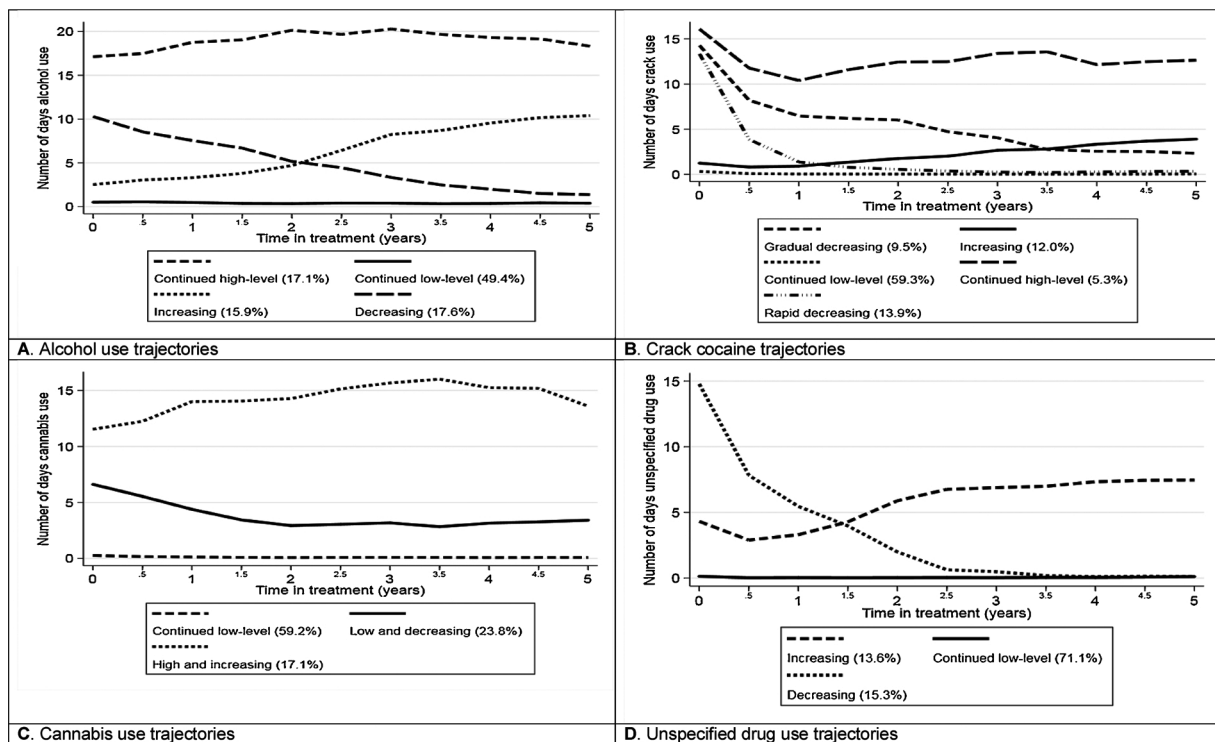 Number of days alcohol use
20
15
10
5
0
0 .5 1 1.5 2 2.5 3 3.5 4 4.5 5
Time in treatment (years)
Continued high-level (17.1%) Continued low-level (49.4%)
Increasing (15.9%) Decreasing (17.6%)
A. Alcohol use trajectories
Number of days crack use
15
10
5
0
0 .5 1 1.5 2 2.5 3 3.5 4 4.5 5
Time in treatment (years)
Gradual decreasing (9.5%) Increasing (12.0%)
Continued low-level (59.3%) Continued high-level (5.3%)
Rapid decreasing (13.9%)
B. Crack cocaine trajectories
Number of days cannabis use
15
10
5
0
0 .5 1 1.5 2 2.5 3 3.5 4 4.5 5
Time in treatment (years)
Continued low-level (59.2%) Low and decreasing (23.8%)
High and increasing (17.1%)
C. Cannabis use trajectories
Number of days unspecified drug use
15
10
5
0
0 .5 1 1.5 2 2.5 3 3.5 4 4.5 5
Time in treatment (years)
Increasing (13.6%) Continued low-level (71.1%)
Decreasing (15.3%)
D. Unspecified drug use trajectories